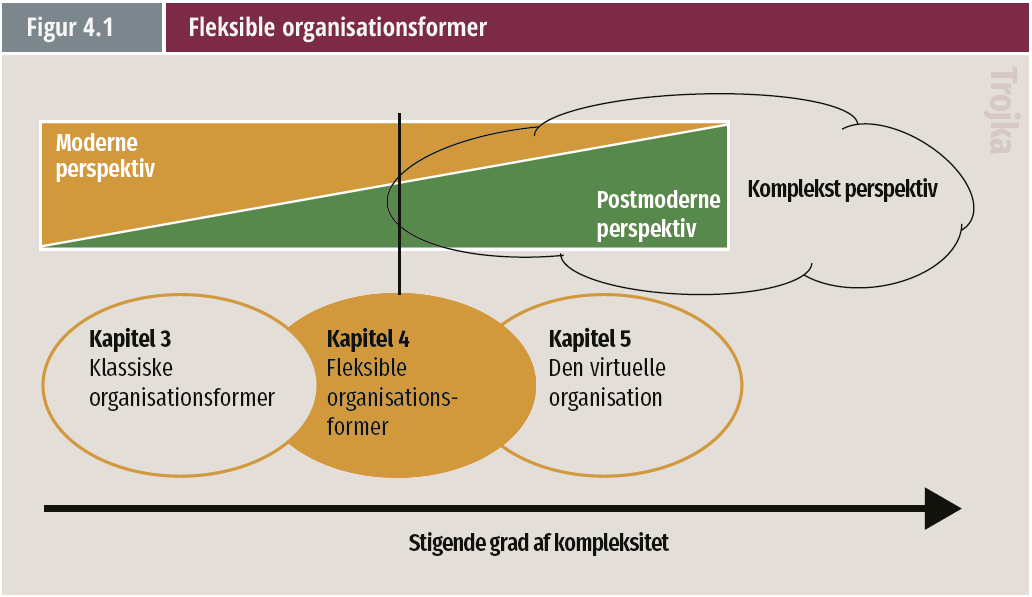 Figur 4.1
Fleksible organisationsformer
Trojka
Moderne
perspektiv
Postmoderne
perspektiv
Komplekst perspektiv
Kapitel 3
Klassiske
organisationsformer
Kapitel 4
Fleksible
organisations-
former
Kapitel 5
Den virtuelle
organisation
Stigende grad af kompleksitet